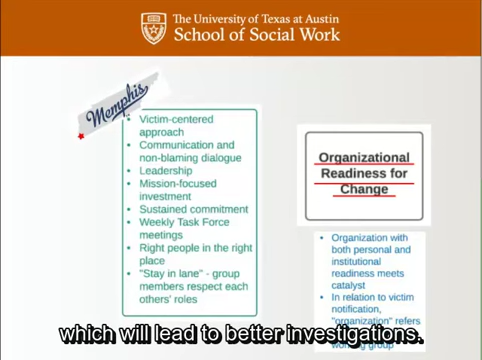 The University of Texas at Austin
School of Social Work
Memphis
• Victim-centered
approach
• Communication and
non-blaming dialogue
• Leadership
• Mission-focused
investment
• Sustained commitment
• Weekly Task Force
meetings
• Right people in the right
place
• "Stay in lane" - group
members respect each
others' roles
Organizational
Readiness for
Change
• Organization with
both personal and
institutional
readiness meets
catalyst
• In relation to victim
notification,
"organization" refers
working group
which will lead to better investigations.